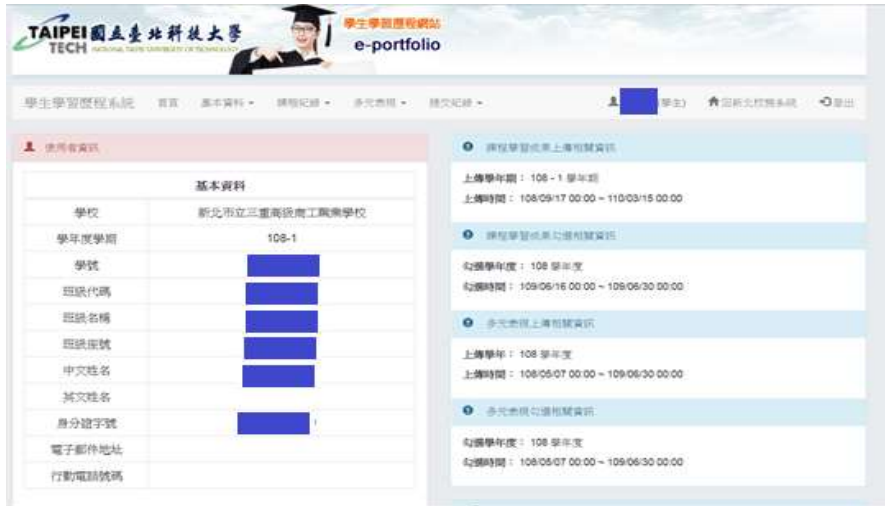 TAIPEI 國立臺北科技大學
TECH NATIONAL TAIPEI UNIVERSITY OF TECHNOLOGY
學生學習歷程網站
e-portfolio
學生學習歷程系統 首頁 基本資料 課程紀錄 多元表現 繳交紀錄 (學生) 回新北校務系統 登出
使用者資訊
基本資料
學校 新北市立三重高級商工職業學校
學年度學期 108-1
學號
班級代碼
班級名稱
班級座號
中文姓名
英文姓名
身分證字號
電子郵件地址
行動電話號碼
課程學習成果上傳相關資訊
上傳學年期： 108 - 1 學年期
上傳時間： 108/09/17 00:00 ~ 110/03/15 00:00
課程學習成果勾選相關資訊
勾選學年度： 108 學年度
勾選時間： 109/06/16 00:00 ~ 109/06/30 00:00
多元表現上傳相關資訊
上傳學年： 108 學年度
上傳時間： 108/05/07 00:00 ~ 109/06/30 00:00
多元表現勾選相關資訊
勾選學年度： 108 學年度
勾選時間： 108/05/07 00:00 ~ 109/06/30 00:00